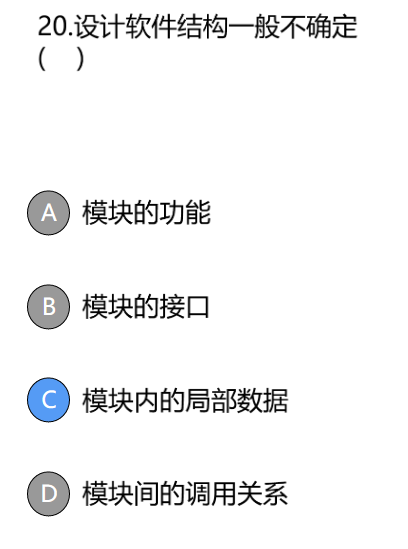 20.设计软件结构一般不确定
(    )
A 模块的功能
B 模块的接口
C 模块内的局部数据
D 模块间的调用关系